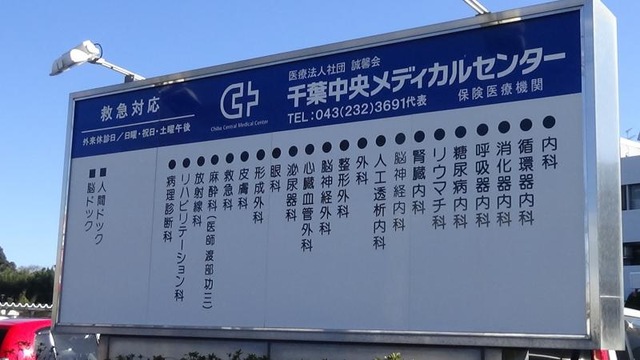 救急対応
外来休診日/日曜・祝日・土曜午後
Chiba Central Medical Center
医療法人社団 誠馨会
千葉中央メディカルセンター
TEL:043(232)3691代表 保険医療機関
●内科
●循環器内科
●消化器内科
●呼吸器内科
●糖尿病内科
●リウマチ科
●腎臓内科
●脳神経内科
●人工透析内科
●外科
●整形外科
●脳神経外科
●心臓血管外科
●泌尿器科
●眼科
●形成外科
●皮膚科
●救急科
●麻酔科(医師 渡部功三)
●放射線科
●リハビリテーション科
●病理診断科
■人間ドック
■脳ドック